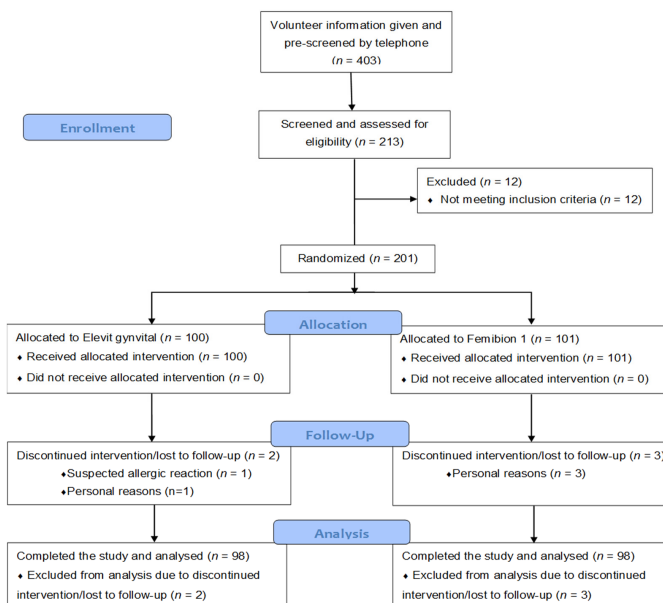 Volunteer information given and
pre-screened by telephone
(n = 403)
Enrollment
Screened and assessed for
eligibility (n = 213)
Excluded (n = 12)
♦ Not meeting inclusion criteria (n = 12)
Randomized (n = 201)
Allocation
Allocated to Elevit gynvital (n = 100)
♦ Received allocated intervention (n = 100)
♦ Did not receive allocated intervention (n = 0)
Allocated to Femibion 1 (n = 101)
♦ Received allocated intervention (n = 101)
♦ Did not receive allocated intervention (n = 0)
Follow-Up
Discontinued intervention/lost to follow-up (n = 2)
♦Suspected allergic reaction (n = 1)
♦Personal reasons (n=1)
Discontinued intervention/lost to follow-up (n = 3)
♦Personal reasons (n = 3)
Analysis
Completed the study and analysed (n = 98)
♦ Excluded from analysis due to discontinued
intervention/lost to follow-up (n = 2)
Completed the study and analysed (n = 98)
♦ Excluded from analysis due to discontinued
intervention/lost to follow-up (n = 3)